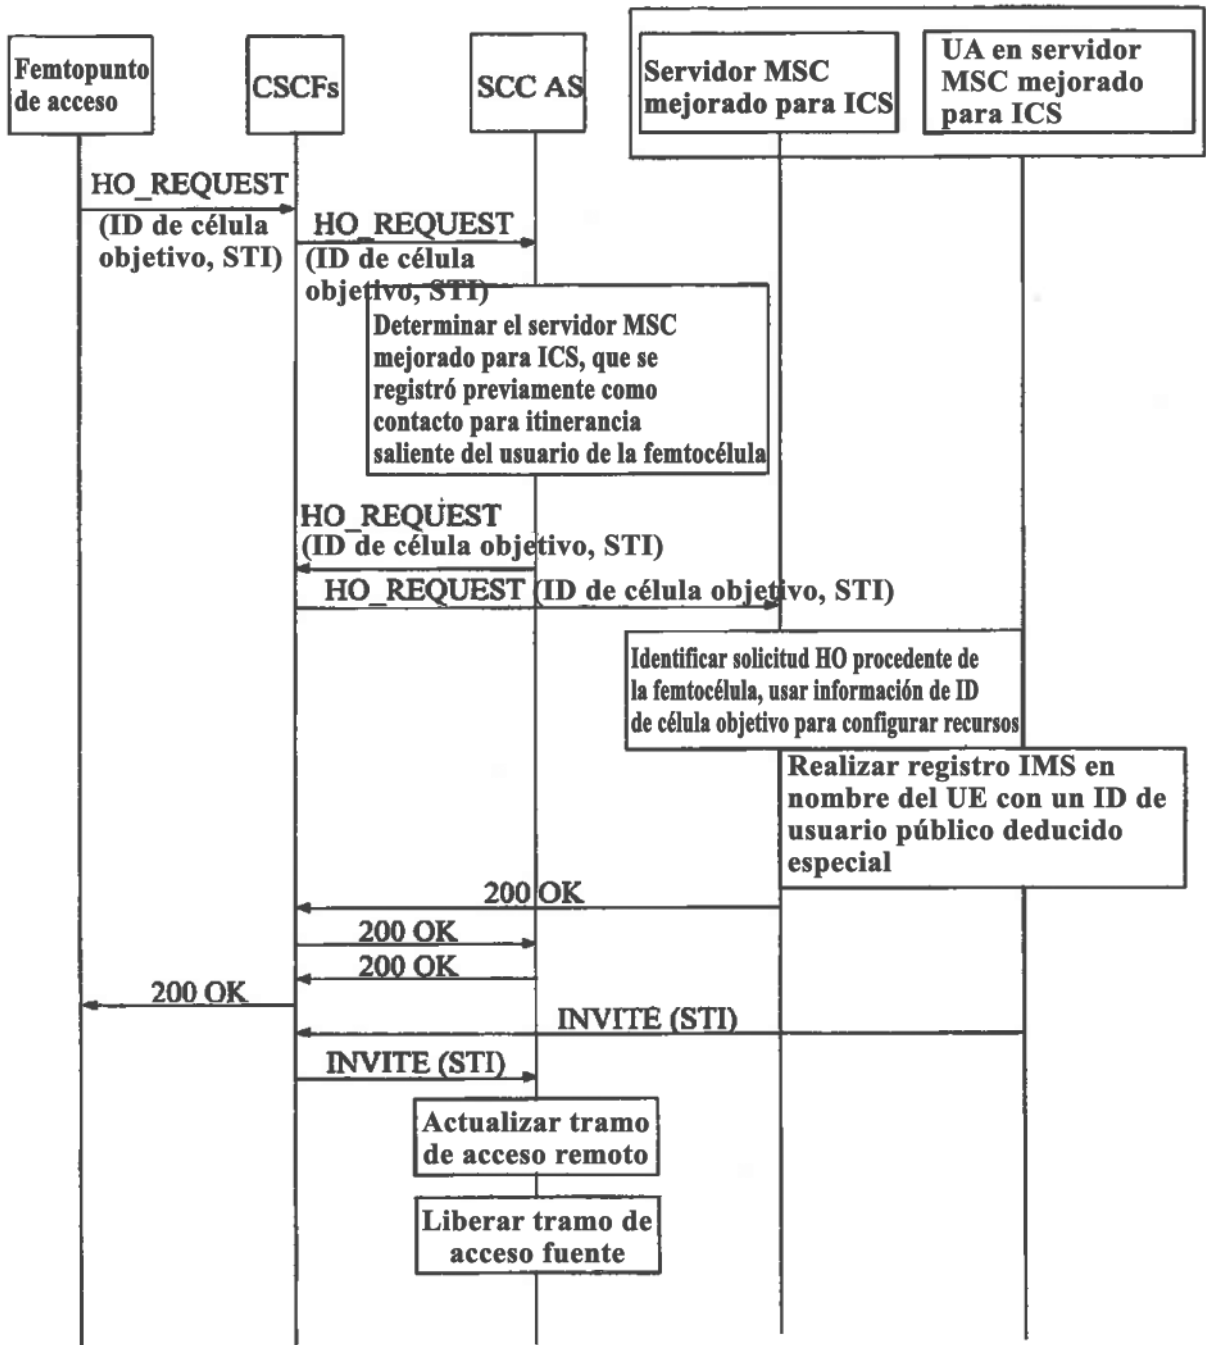 Femtopunto
de acceso
CSCFs
SCC AS
Servidor MSC
mejorado para ICS
UA en servidor
MSC mejorado
para ICS
HO_REQUEST
(ID de célula
objetivo, STI)
HO_REQUEST
(ID de célula
objetivo, STI)
Determinar el servidor MSC
mejorado para ICS, que se
registró previamente como
contacto para itinerancia
saliente del usuario de la femtocélula
HO_REQUEST
(ID de célula objetivo, STI)
HO_REQUEST (ID de célula objetivo, STI)
Identificar solicitud HO procedente de
la femtocélula, usar información de ID
de célula objetivo para configurar recursos
Realizar registro IMS en
nombre del UE con un ID de
usuario público deducido
especial
200 OK
200 OK
200 OK
200 OK
INVITE (STI)
INVITE (STI)
Actualizar tramo
de acceso remoto
Liberar tramo de
acceso fuente